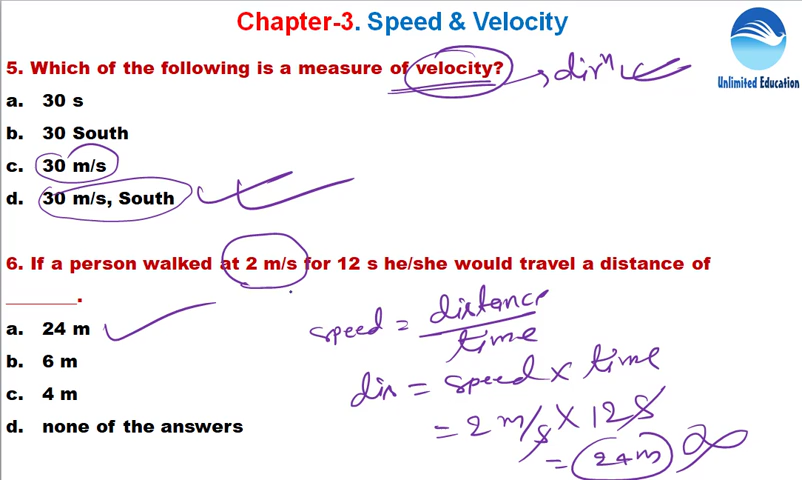 Chapter-3. Speed & Velocity
Unlimited Education
5. Which of the following is a measure of velocity?
dirⁿ
a. 30 s
b. 30 South
c. 30 m/s
d. 30 m/s, South
6. If a person walked at 2 m/s for 12 s he/she would travel a distance of
_______.
a. 24 m
b. 6 m
c. 4 m
d. none of the answers
speed = distance
time
dis = speed × time
= 2 m/s × 12 s
= 24 m